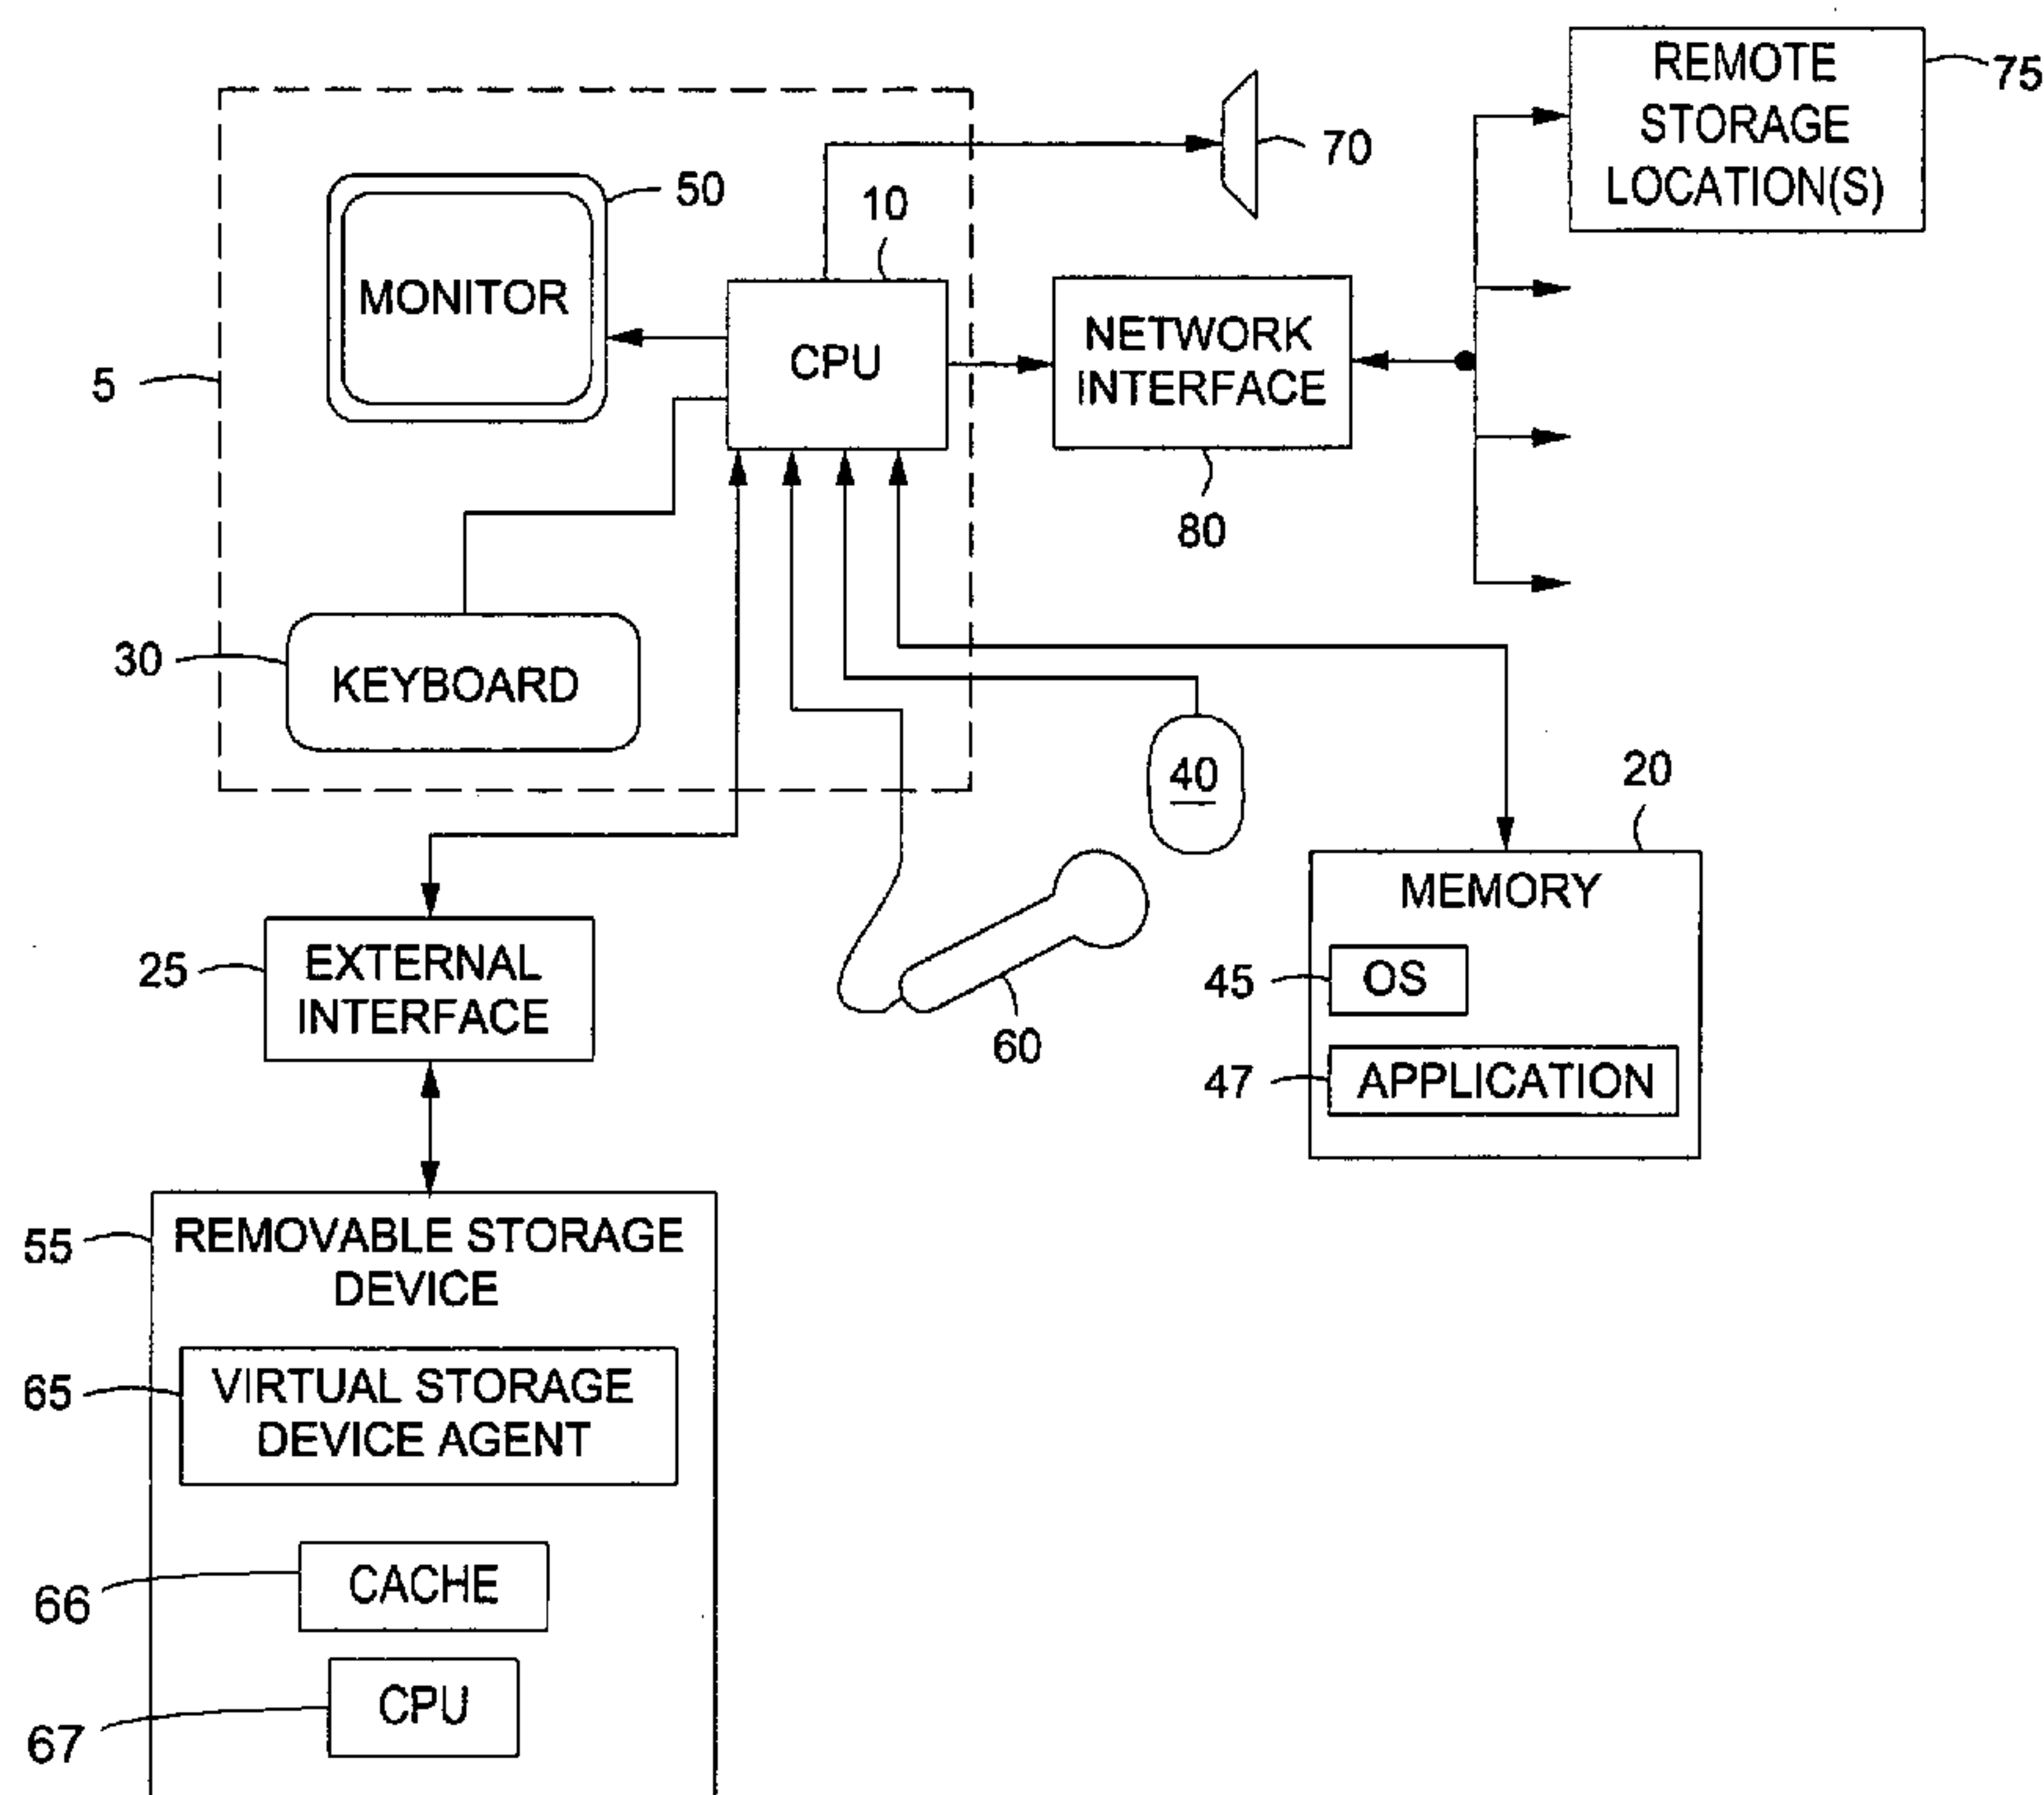 REMOTE
STORAGE
LOCATION(S)
75
70
50
10
MONITOR
CPU
NETWORK
INTERFACE
5
80
30
KEYBOARD
40
20
MEMORY
25
EXTERNAL
INTERFACE
45
OS
60
47
APPLICATION
55
REMOVABLE STORAGE
DEVICE
65
VIRTUAL STORAGE
DEVICE AGENT
66
CACHE
67
CPU